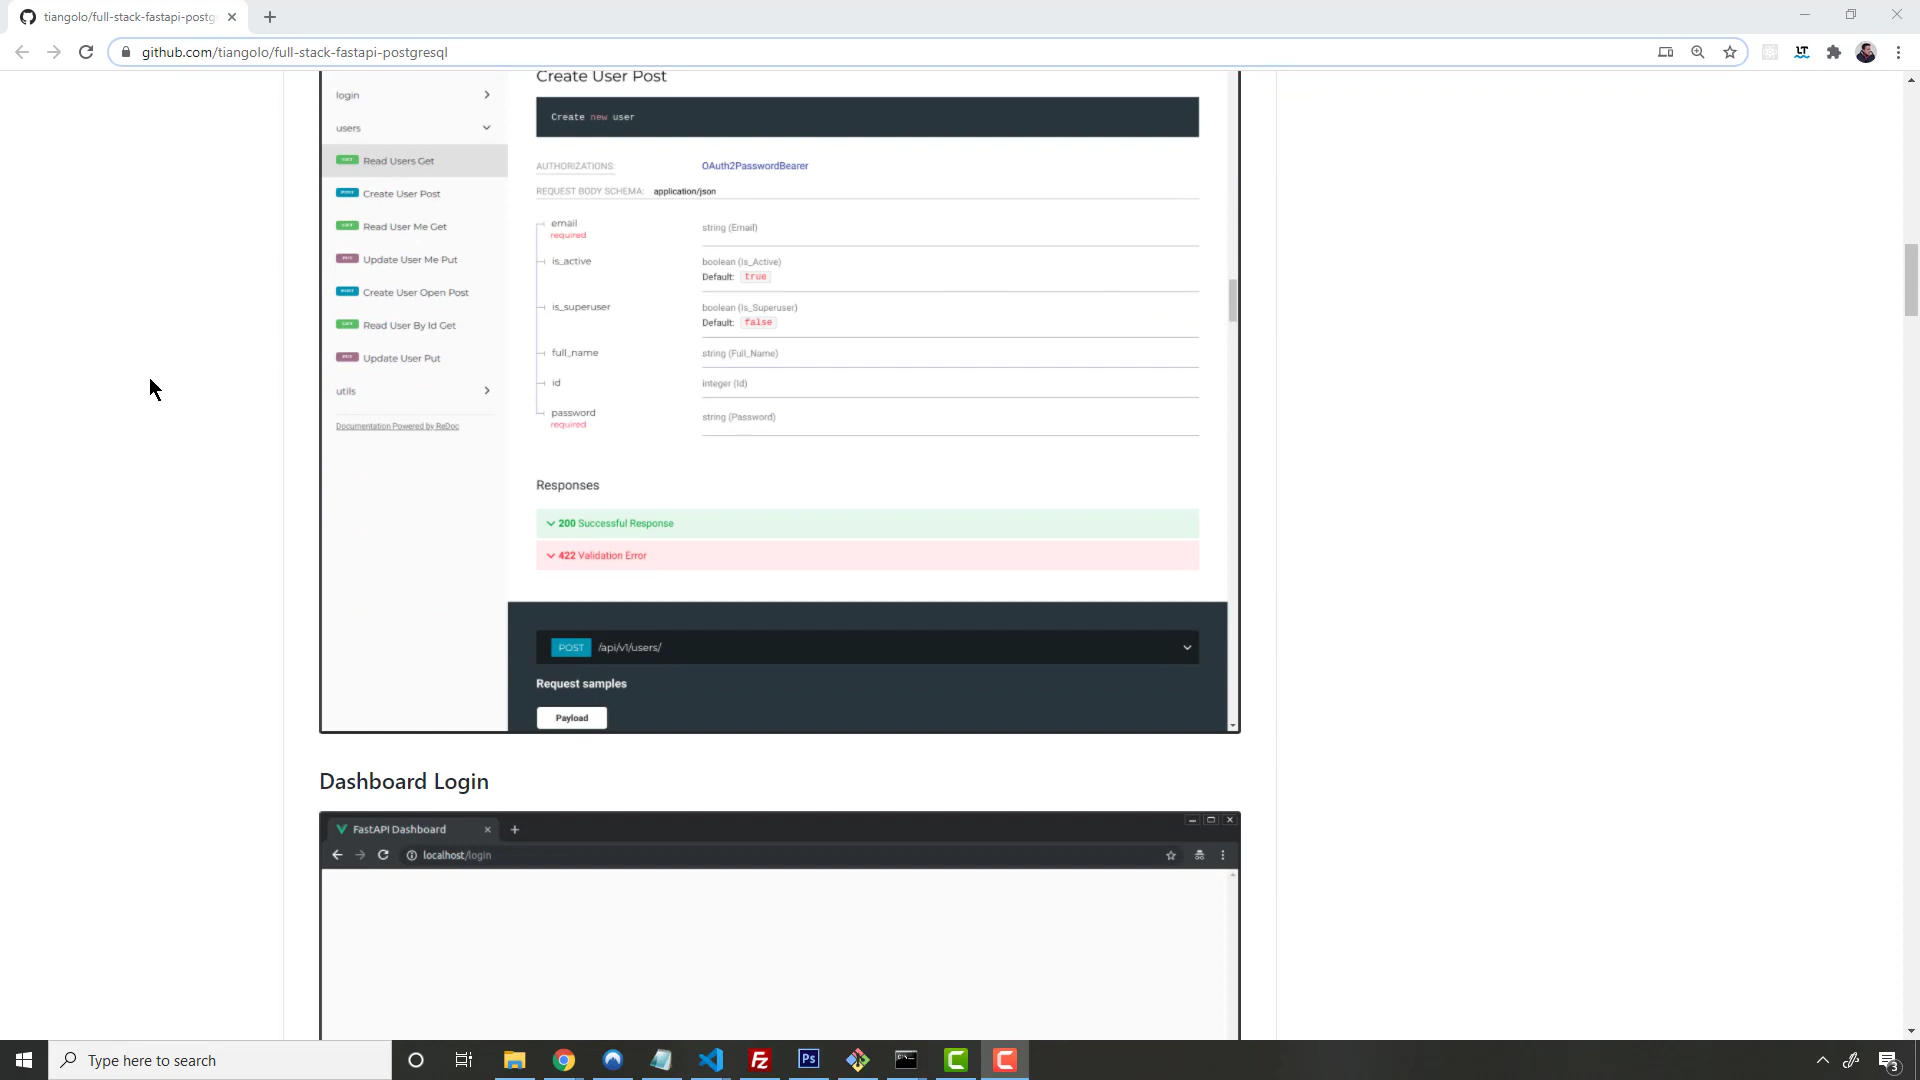 tiangolo/full-stack-fastapi-postg
github.com/tiangolo/full-stack-fastapi-postgresql
Create User Post
login
users
Create new user
AUTHORIZATIONS: OAuth2PasswordBearer
REQUEST BODY SCHEMA: application/json
Read Users Get
Create User Post
Read User Me Get
Update User Me Put
Create User Open Post
Read User By Id Get
Update User Put
utils
Documentation Powered by ReDoc
email
required
string (Email)
is_active
boolean (Is_Active)
Default: true
is_superuser
boolean (Is_Superuser)
Default: false
full_name
string (Full_Name)
id
integer (Id)
password
required
string (Password)
Responses
200 Successful Response
422 Validation Error
POST /api/v1/users/
Request samples
Payload
Dashboard Login
FastAPI Dashboard
localhost/login
Type here to search
LT
Fz
Ps
3